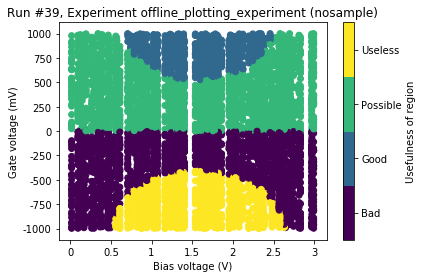 Run #39, Experiment offline_plotting_experiment (nosample)
1000
750
500
250
0
-250
-500
-750
-1000
Gate voltage (mV)
0
0.5
1
1.5
2
2.5
3
Bias voltage (V)
Useless
Possible
Good
Bad
Usefulness of region